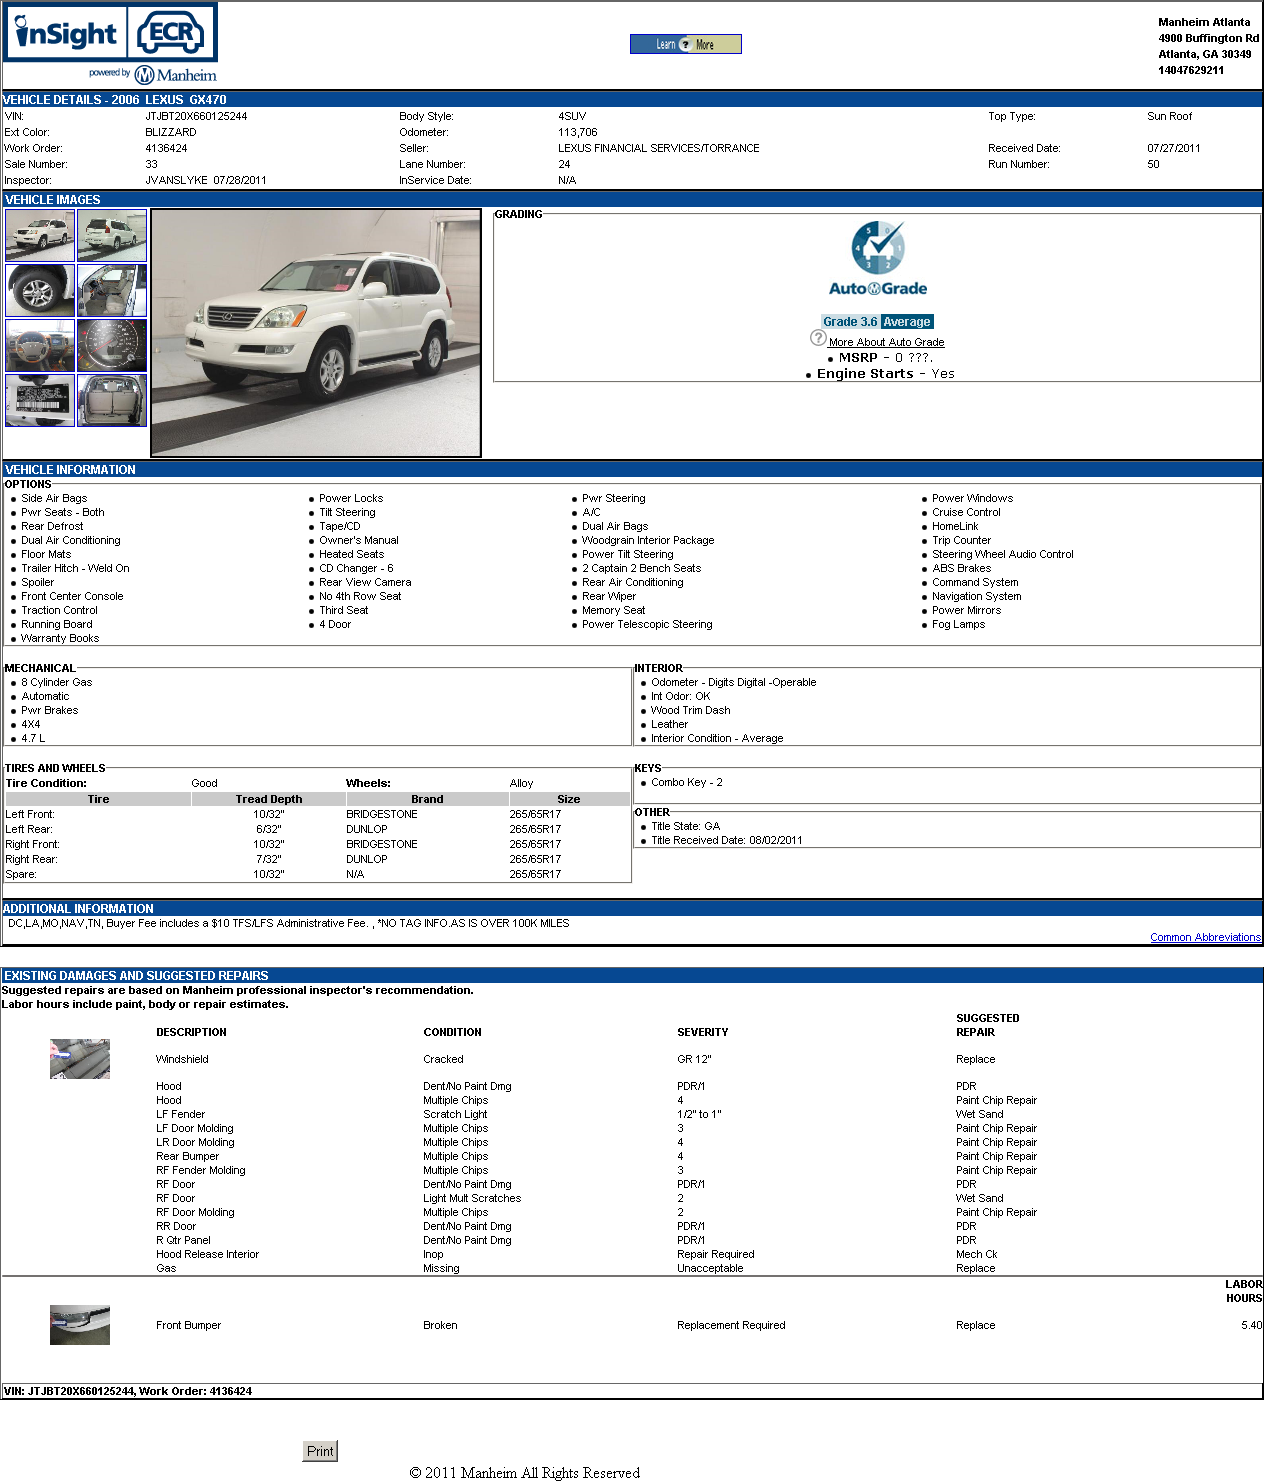 inSight ECR
powered by Manheim
Learn ? More
Manheim Atlanta
4900 Buffington Rd
Atlanta, GA 30349
14047629211
VEHICLE DETAILS - 2006 LEXUS GX470
VIN: JTJBT20X660125244 Body Style: 4SUV Top Type: Sun Roof
Ext Color: BLIZZARD Odometer: 113,706
Work Order: 4136424 Seller: LEXUS FINANCIAL SERVICES/TORRANCE Received Date: 07/27/2011
Sale Number: 33 Lane Number: 24 Run Number: 50
Inspector: JVANSLYKE 07/28/2011 InService Date: N/A
VEHICLE IMAGES
GRADING
5 4 3 2 1
AutoGrade
Grade 3.6 Average
? More About Auto Grade
• MSRP - 0 ???.
• Engine Starts - Yes
VEHICLE INFORMATION
OPTIONS
• Side Air Bags • Power Locks • Pwr Steering • Power Windows
• Pwr Seats - Both • Tilt Steering • A/C • Cruise Control
• Rear Defrost • Tape/CD • Dual Air Bags • HomeLink
• Dual Air Conditioning • Owner's Manual • Woodgrain Interior Package • Trip Counter
• Floor Mats • Heated Seats • Power Tilt Steering • Steering Wheel Audio Control
• Trailer Hitch - Weld On • CD Changer - 6 • 2 Captain 2 Bench Seats • ABS Brakes
• Spoiler • Rear View Camera • Rear Air Conditioning • Command System
• Front Center Console • No 4th Row Seat • Rear Wiper • Navigation System
• Traction Control • Third Seat • Memory Seat • Power Mirrors
• Running Board • 4 Door • Power Telescopic Steering • Fog Lamps
• Warranty Books
MECHANICAL
• 8 Cylinder Gas
• Automatic
• Pwr Brakes
• 4X4
• 4.7 L
INTERIOR
• Odometer - Digits Digital -Operable
• Int Odor: OK
• Wood Trim Dash
• Leather
• Interior Condition - Average
TIRES AND WHEELS
Tire Condition: Good Wheels: Alloy
Tire Tread Depth Brand Size
Left Front: 10/32" BRIDGESTONE 265/65R17
Left Rear: 6/32" DUNLOP 265/65R17
Right Front: 10/32" BRIDGESTONE 265/65R17
Right Rear: 7/32" DUNLOP 265/65R17
Spare: 10/32" N/A 265/65R17
KEYS
• Combo Key - 2
OTHER
• Title State: GA
• Title Received Date: 08/02/2011
ADDITIONAL INFORMATION
DC,LA,MO,NAV,TN, Buyer Fee includes a $10 TFS/LFS Administrative Fee. , *NO TAG INFO.AS IS OVER 100K MILES
Common Abbreviations
EXISTING DAMAGES AND SUGGESTED REPAIRS
Suggested repairs are based on Manheim professional inspector's recommendation.
Labor hours include paint, body or repair estimates.
DESCRIPTION CONDITION SEVERITY SUGGESTED REPAIR
Windshield Cracked GR 12" Replace
Hood Dent/No Paint Dmg PDR/1 PDR
Hood Multiple Chips 4 Paint Chip Repair
LF Fender Scratch Light 1/2" to 1" Wet Sand
LF Door Molding Multiple Chips 3 Paint Chip Repair
LR Door Molding Multiple Chips 4 Paint Chip Repair
Rear Bumper Multiple Chips 4 Paint Chip Repair
RF Fender Molding Multiple Chips 3 Paint Chip Repair
RF Door Dent/No Paint Dmg PDR/1 PDR
RF Door Light Mult Scratches 2 Wet Sand
RF Door Molding Multiple Chips 2 Paint Chip Repair
RR Door Dent/No Paint Dmg PDR/1 PDR
R Qtr Panel Dent/No Paint Dmg PDR/1 PDR
Hood Release Interior Inop Repair Required Mech Ck
Gas Missing Unacceptable Replace
LABOR
HOURS
Front Bumper Broken Replacement Required Replace 5.40
VIN: JTJBT20X660125244, Work Order: 4136424
Print
© 2011 Manheim All Rights Reserved